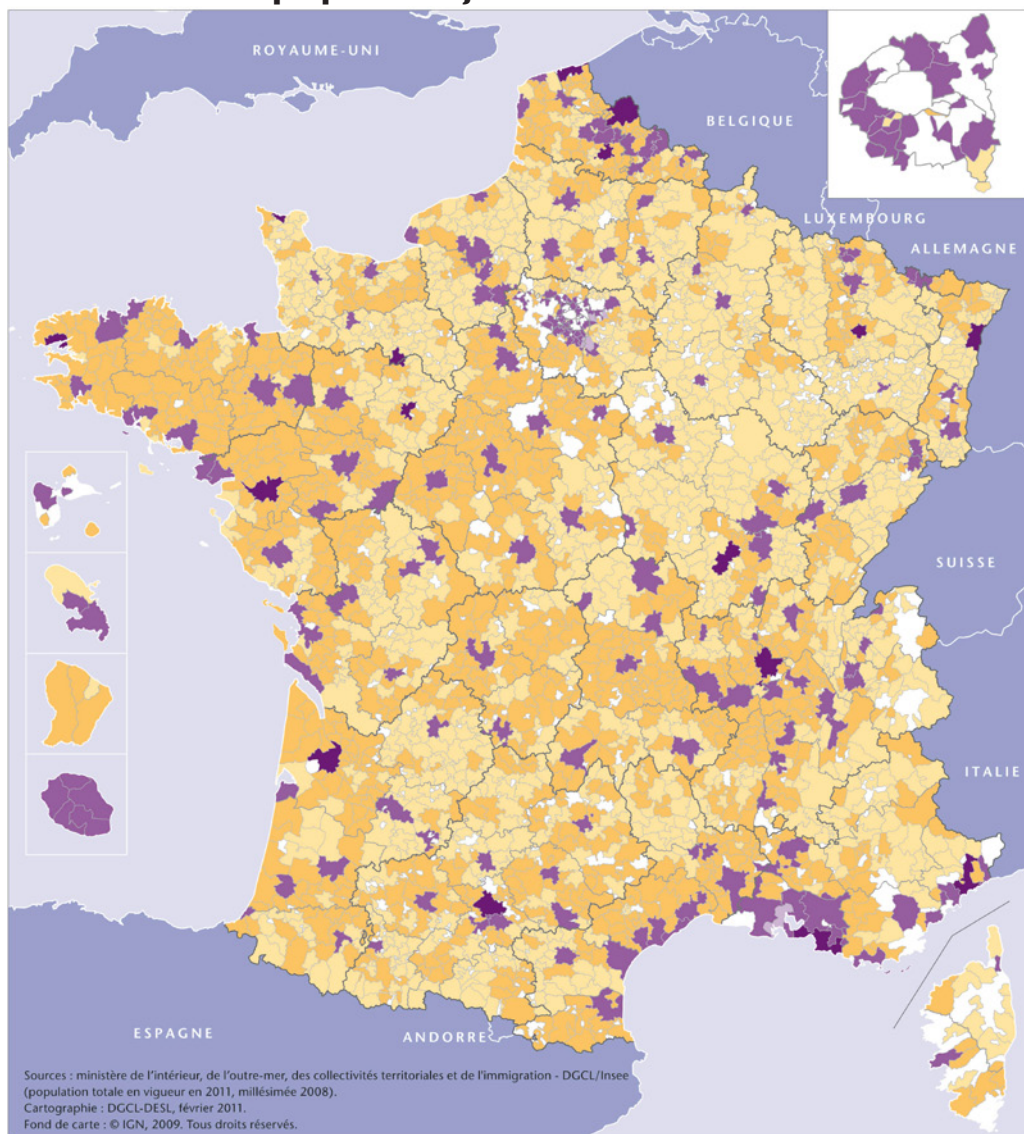 ROYAUME-UNI
BELGIQUE
LUXEMBOURG
ALLEMAGNE
SUISSE
ITALIE
ESPAGNE
ANDORRE
Sources : ministère de l'intérieur, de l'outre-mer, des collectivités territoriales et de l'immigration - DGCL/Insee
(population totale en vigueur en 2011, millésimée 2008).
Cartographie : DGCL-DESL, février 2011.
Fond de carte : © IGN, 2009. Tous droits réservés.